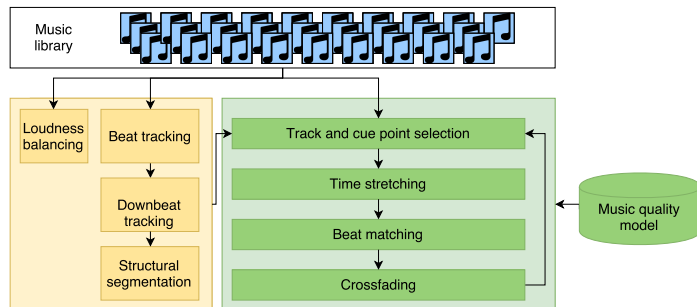 Music
library
Loudness
balancing
Beat tracking
Downbeat
tracking
Structural
segmentation
Track and cue point selection
Time stretching
Beat matching
Crossfading
Music quality
model